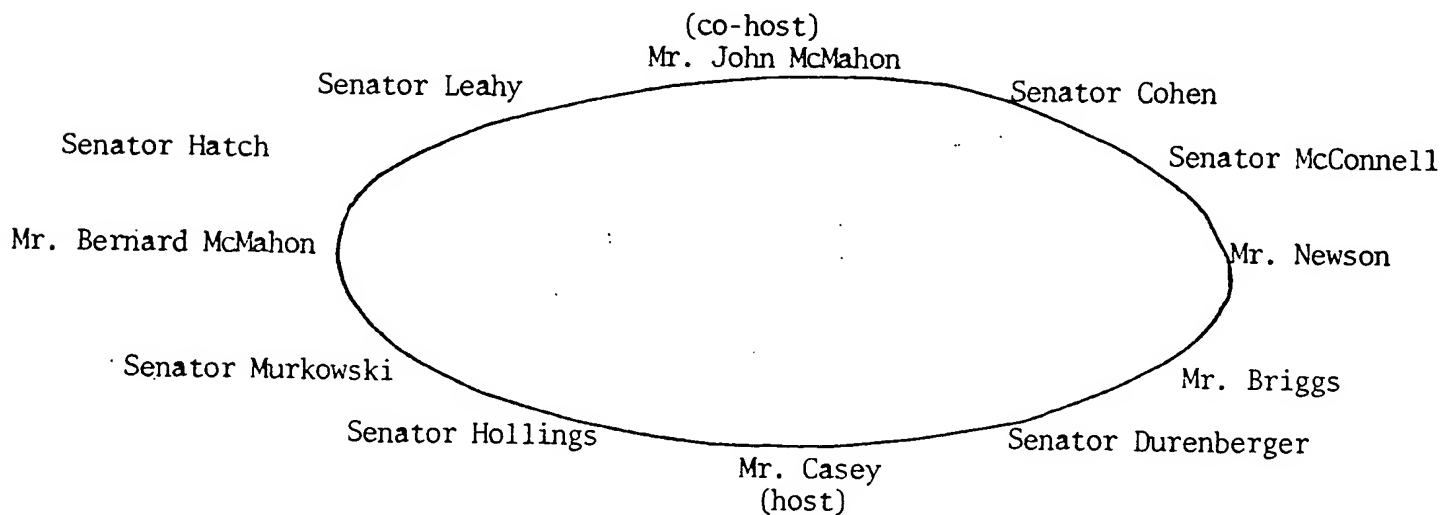 (co-host)
Mr. John McMahon
Senator Leahy
Senator Cohen
Senator Hatch
Senator McConnell
Mr. Bernard McMahon
Mr. Newson
Senator Murkowski
Mr. Briggs
Senator Hollings
Senator Durenberger
Mr. Casey
(host)